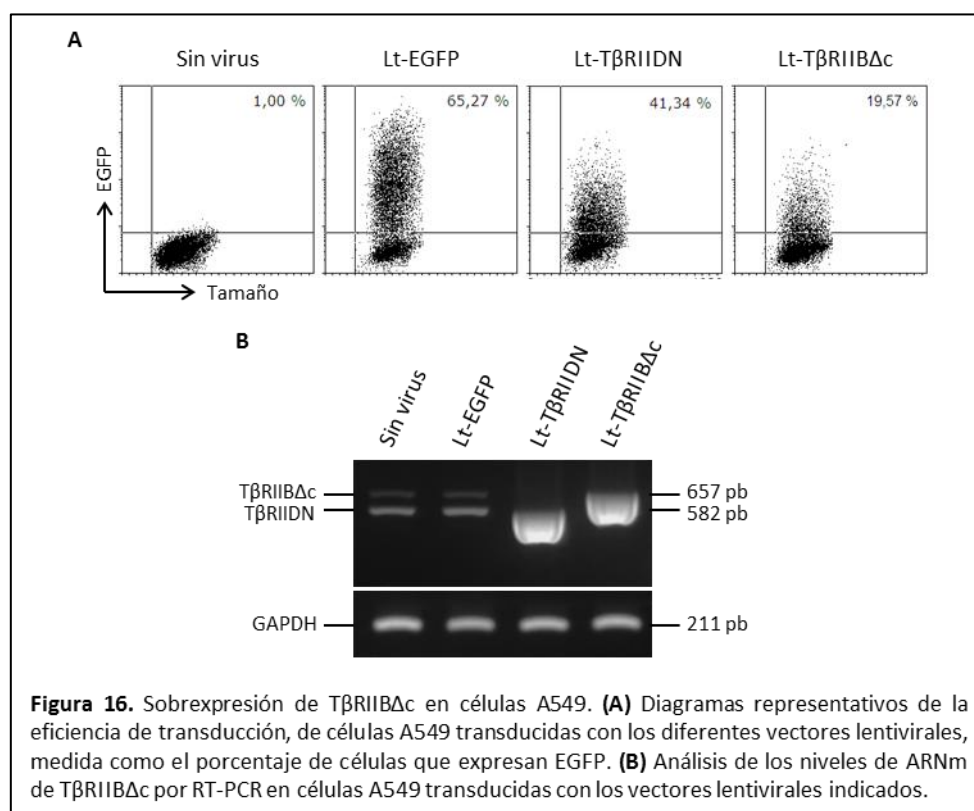 A
Sin virus
Lt-EGFP
Lt-TβRIIDN
Lt-TβRIIBΔc
1,00 %
65,27 %
41,34 %
19,57 %
EGFP
Tamaño
B
Sin virus
Lt-EGFP
Lt-TβRIIDN
Lt-TβRIIBΔc
TβRIIBΔc
657 pb
TβRIIDN
582 pb
GAPDH
211 pb
Figura 16. Sobrexpresión de TβRIIBΔc en células A549. (A) Diagramas representativos de la
eficiencia de transducción, de células A549 transducidas con los diferentes vectores lentivirales,
medida como el porcentaje de células que expresan EGFP. (B) Análisis de los niveles de ARNm
de TβRIIBΔc por RT-PCR en células A549 transducidas con los vectores lentivirales indicados.